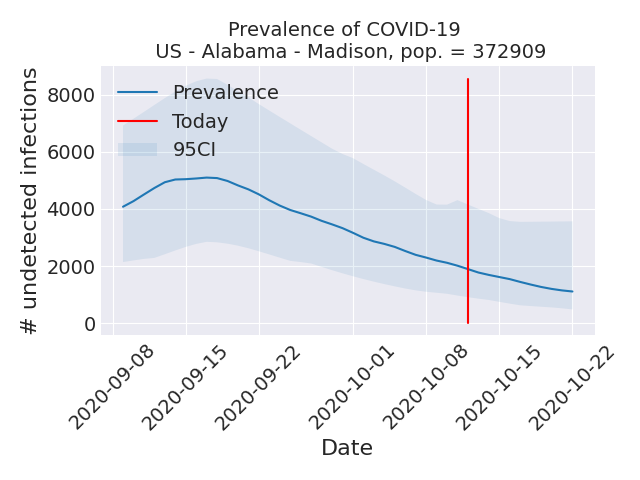 Prevalence of COVID-19
US - Alabama - Madison, pop. = 372909
# undetected infections
8000
6000
4000
2000
0
Prevalence
Today
95CI
2020-09-08
2020-09-15
2020-09-22
2020-10-01
2020-10-08
2020-10-15
2020-10-22
Date